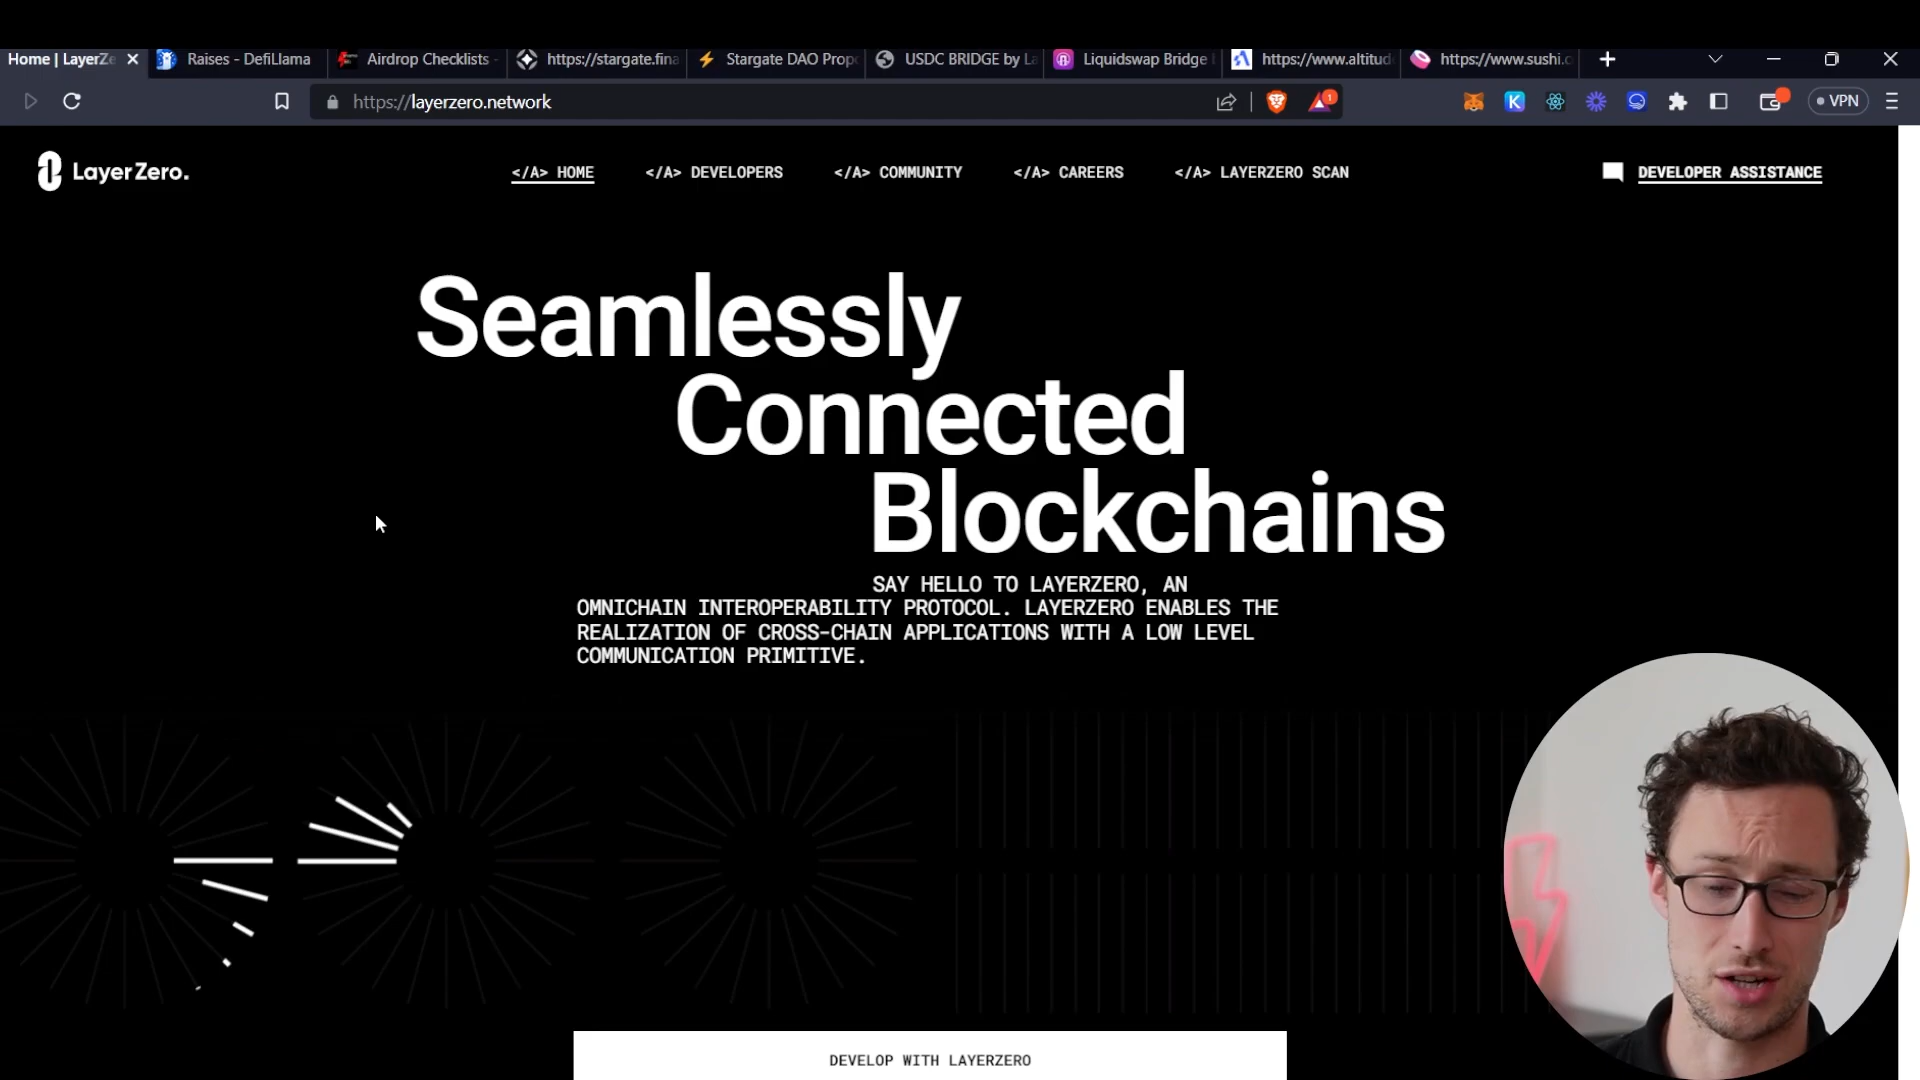 Home | LayerZe
Raises - DefiLlama
Airdrop Checklists -
https://stargate.fina
Stargate DAO Prop
USDC BRIDGE by La
Liquidswap Bridge
https://www.altitud
https://www.sushi.c
https://layerzero.network
1
VPN
LayerZero.
</A> HOME
</A> DEVELOPERS
</A> COMMUNITY
</A> CAREERS
</A> LAYERZERO SCAN
DEVELOPER ASSISTANCE
Seamlessly
Connected
Blockchains
SAY HELLO TO LAYERZERO, AN
OMNICHAIN INTEROPERABILITY PROTOCOL. LAYERZERO ENABLES THE
REALIZATION OF CROSS-CHAIN APPLICATIONS WITH A LOW LEVEL
COMMUNICATION PRIMITIVE.
DEVELOP WITH LAYERZERO